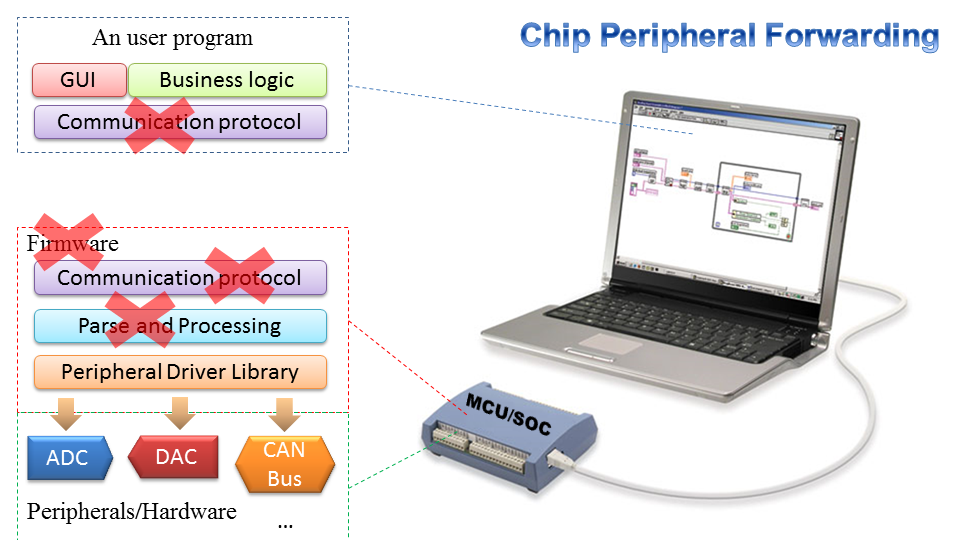 Chip Peripheral Forwarding
An user program
GUI
Business logic
Communication protocol
Firmware
Communication protocol
Parse and Processing
Peripheral Driver Library
MCU/SOC
ADC
DAC
CAN
Bus
Peripherals/Hardware
...